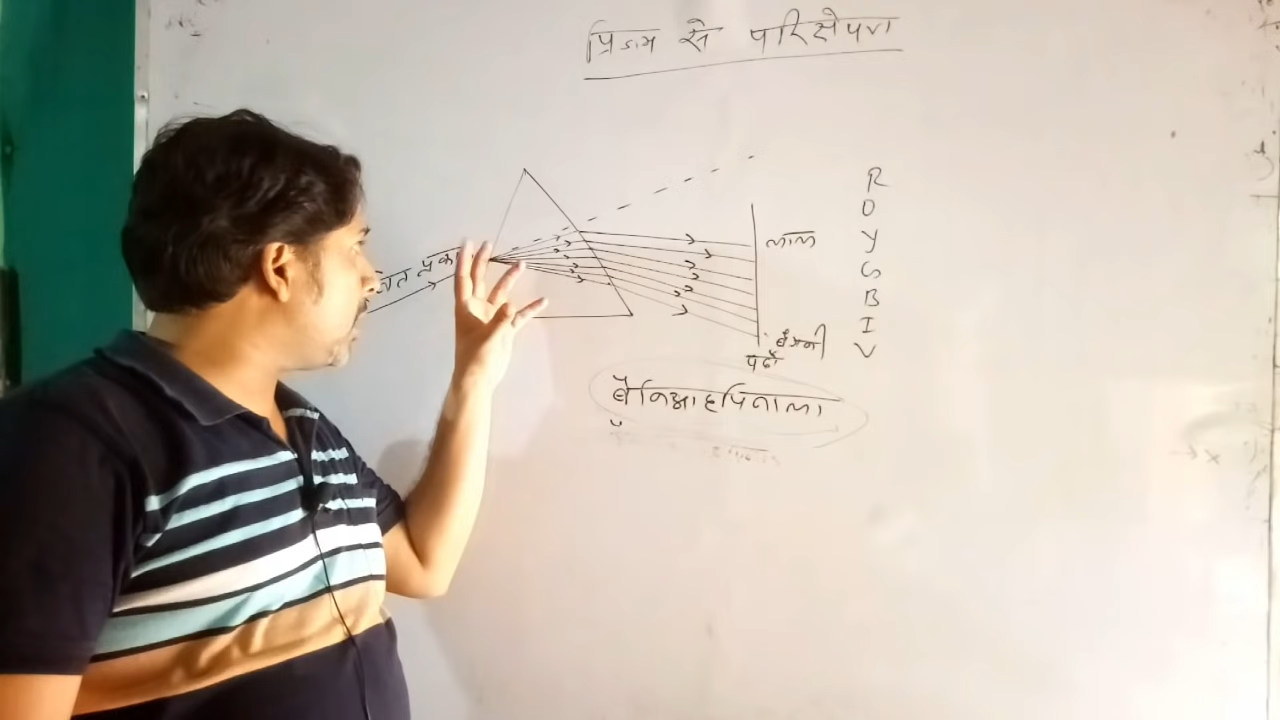 प्रिज्म से परिक्षेपण
R
O
Y
G
B
I
V
लाल
बैंगनी
पर्दा
बैनिआहपिनाला